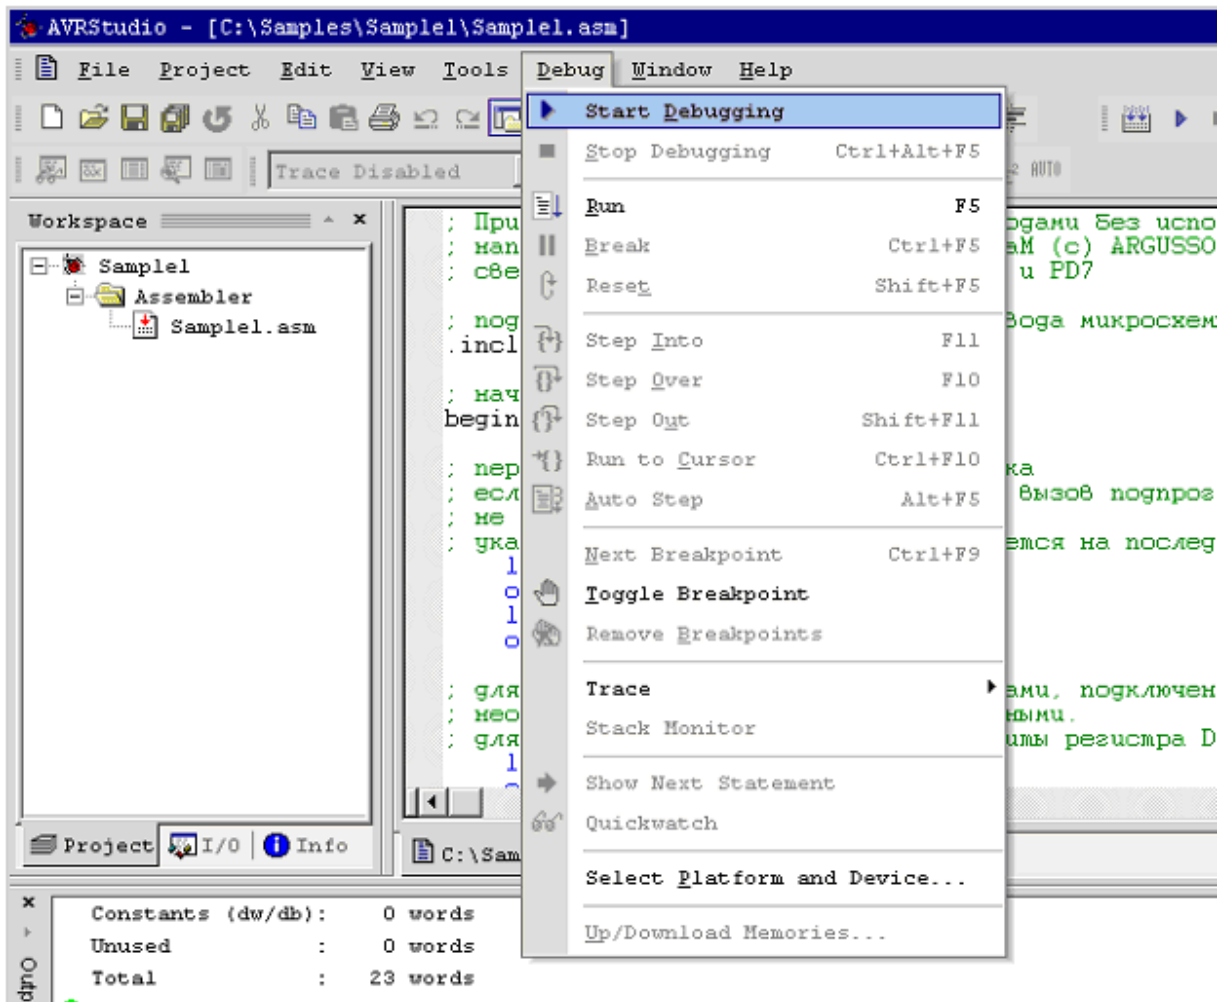 AVRStudio - [C:\Samples\Sample1\Sample1.asm]
File Project Edit View Tools Debug Window Help
Trace Disabled
AUTO
Workspace
Sample1
Assembler
Sample1.asm
Project I/O Info
Start Debugging
Stop Debugging Ctrl+Alt+F5
Run F5
Break Ctrl+F5
Reset Shift+F5
Step Into F11
Step Over F10
Step Out Shift+F11
Run to Cursor Ctrl+F10
Auto Step Alt+F5
Next Breakpoint Ctrl+F9
Toggle Breakpoint
Remove Breakpoints
Trace
Stack Monitor
Show Next Statement
Quickwatch
Select Platform and Device...
Up/Download Memories...
; При одами без испо
; нап аМ (c) ARGUSSO
; све и PD7
; под вода микросхем
.incl
; нач
begin
; пер ка
; есл вызов подпрог
; не
; ука ется на послед
l
o
l
o
; для ами, подключен
; нео ными.
; для иты регистра D
l
C:\Sam
Constants (dw/db): 0 words
Unused : 0 words
Total : 23 words
Outp